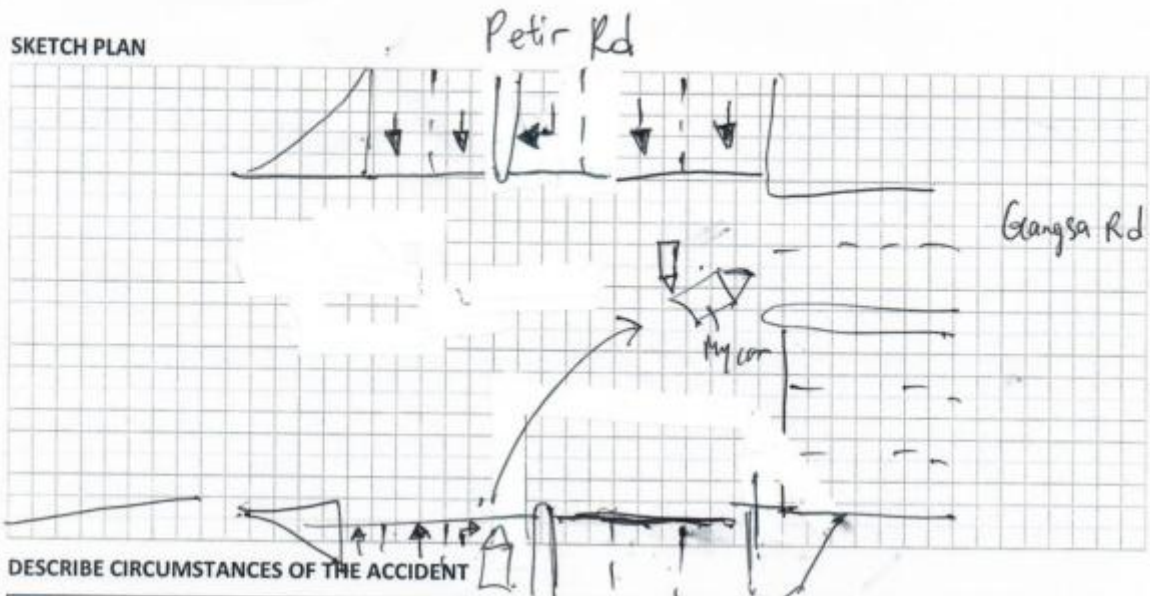 Petir Rd
SKETCH PLAN
Gangsa Rd
My car
DESCRIBE CIRCUMSTANCES OF THE ACCIDENT